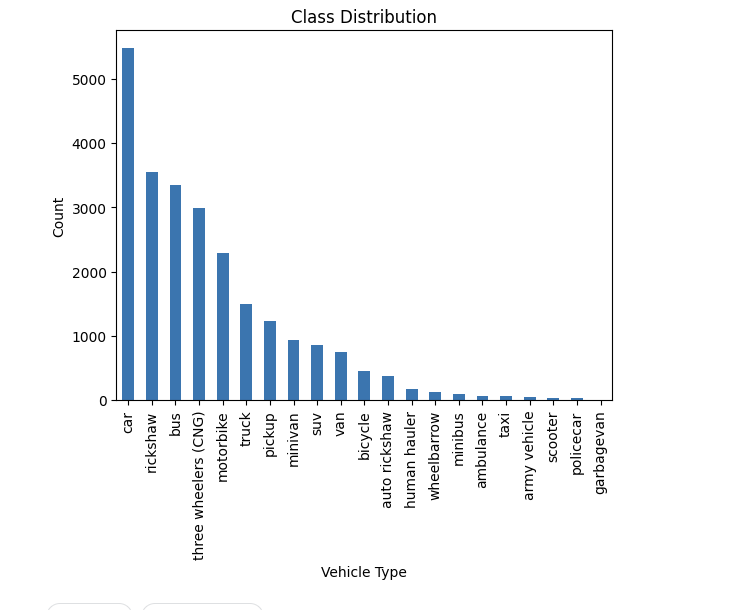 Class Distribution
5000
4000
3000
2000
1000
0
Count
car
rickshaw
bus
three wheelers (CNG)
motorbike
truck
pickup
minivan
suv
van
bicycle
auto rickshaw
human hauler
wheelbarrow
minibus
ambulance
taxi
army vehicle
scooter
policecar
garbagevan
Vehicle Type